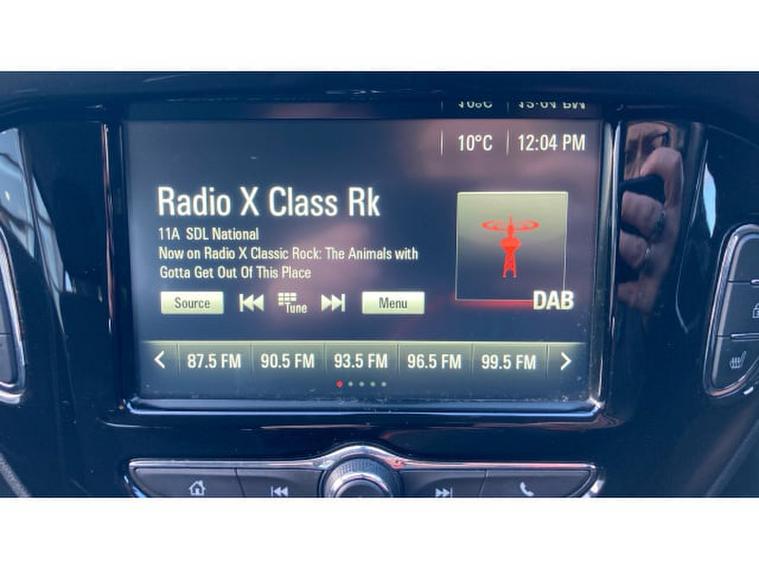 10°C 12:04 PM
Radio X Class Rk
11A SDL National
Now on Radio X Classic Rock: The Animals with
Gotta Get Out Of This Place
DAB
Source Tune Menu
87.5 FM 90.5 FM 93.5 FM 96.5 FM 99.5 FM